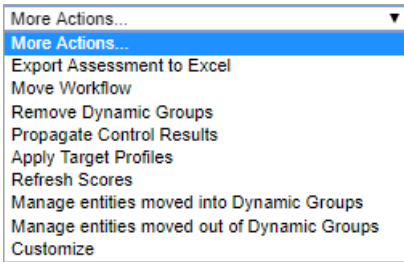 More Actions...
More Actions...
Export Assessment to Excel
Move Workflow
Remove Dynamic Groups
Propagate Control Results
Apply Target Profiles
Refresh Scores
Manage entities moved into Dynamic Groups
Manage entities moved out of Dynamic Groups
Customize